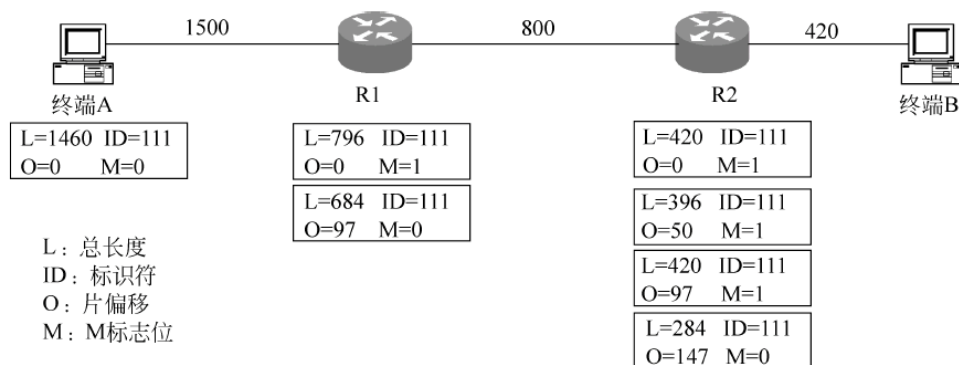 1500
800
420
终端A
R1
R2
终端B
L=1460 ID=111
O=0 M=0
L=796 ID=111
O=0 M=1
L=684 ID=111
O=97 M=0
L=420 ID=111
O=0 M=1
L=396 ID=111
O=50 M=1
L=420 ID=111
O=97 M=1
L=284 ID=111
O=147 M=0
L：总长度
ID：标识符
O：片偏移
M：M标志位